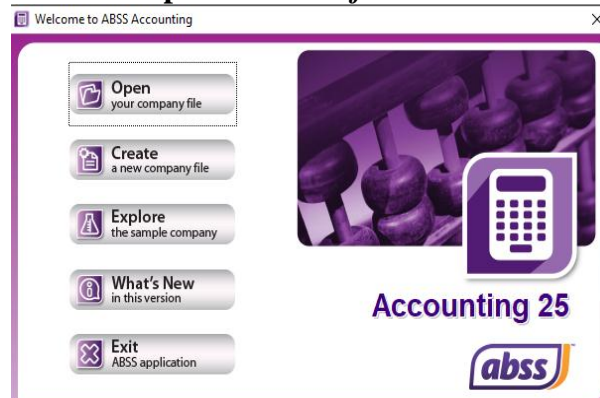 Welcome to ABSS Accounting
Open
your company file
Create
a new company file
Explore
the sample company
What's New
in this version
Exit
ABSS application
Accounting 25
abss